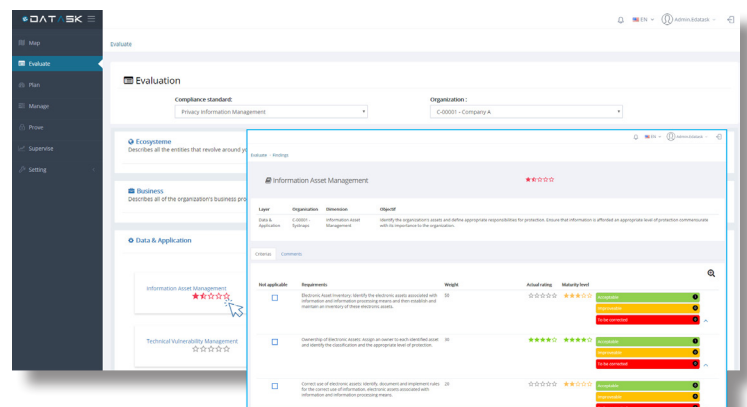 DATASK
EN
Admin.kdatack
Map
Evaluate
Plan
Manage
Prove
Supervise
Setting
Evaluate
Evaluation
Compliance standard:
Organization :
Privacy Information Management
C-00001 - Company A
Ecosysteme
Describes all the entities that revolve around yo
Business
Describes all of the organization's business pro
Data & Application
Information Asset Management
Technical Vulnerability Management
EN
Evaluate - Findings
Information Asset Management
Layer Organisation Dimension Objectif
Data & Application
C-00001 - Synitraps
Information Asset Management
Identify the organization's assets and define appropriate responsibilities for protection. Ensure that information is afforded an appropriate level of protection commensurate
with its importance to the organization.
Criterias Comments
Not applicable Requirements Weight Actual rating Maturity level
Electronic Asset Inventory: Identify the electronic assets associated with 50
information and information processing means and then establish and
maintain an inventory of these electronic assets.
Acceptable
Improvable
To be corrected
Ownership of Electronic Assets: Assign an owner to each identified asset 30
and identify the classification and the appropriate level of protection.
Acceptable
Improvable
To be corrected
Correct use of electronic assets: Identify, document and implement rules 20
for the correct use of information, electronic assets associated with
information and information processing means.
Acceptable
Improvable